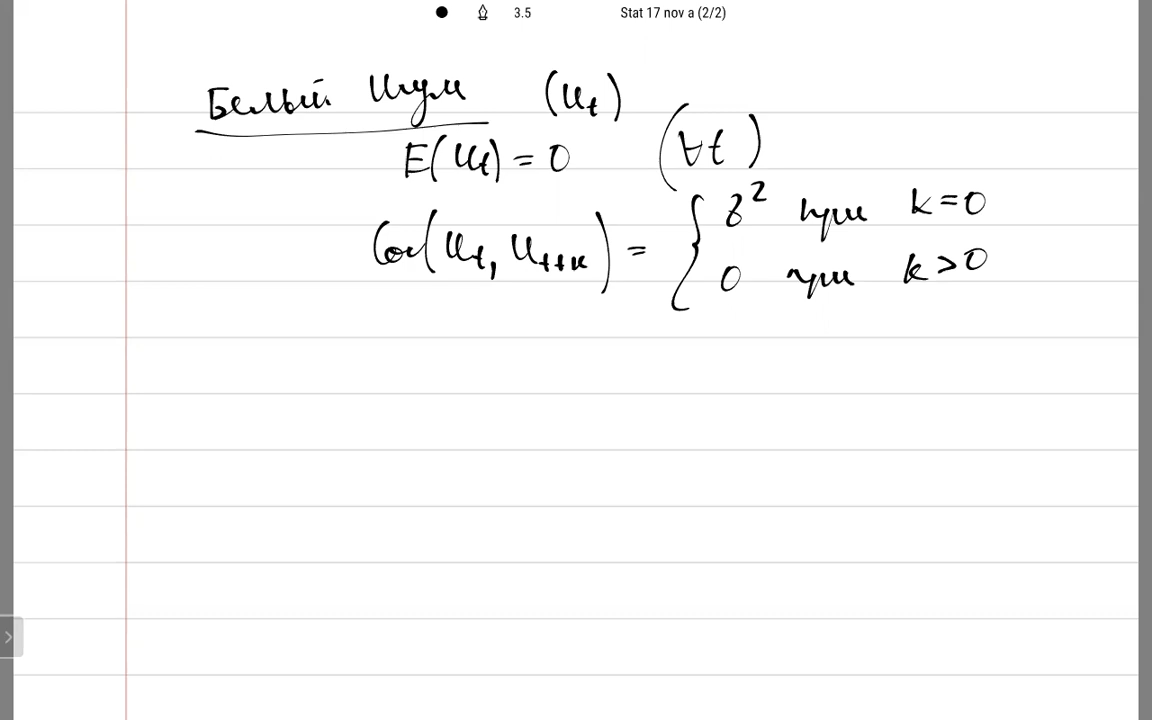 3.5 Stat 17 nov a (2/2)
Белый шум (u_t)
E(u_t) = 0 (∀t)
Cov(u_t, u_{t+k}) = { σ² при k=0
0 при k>0